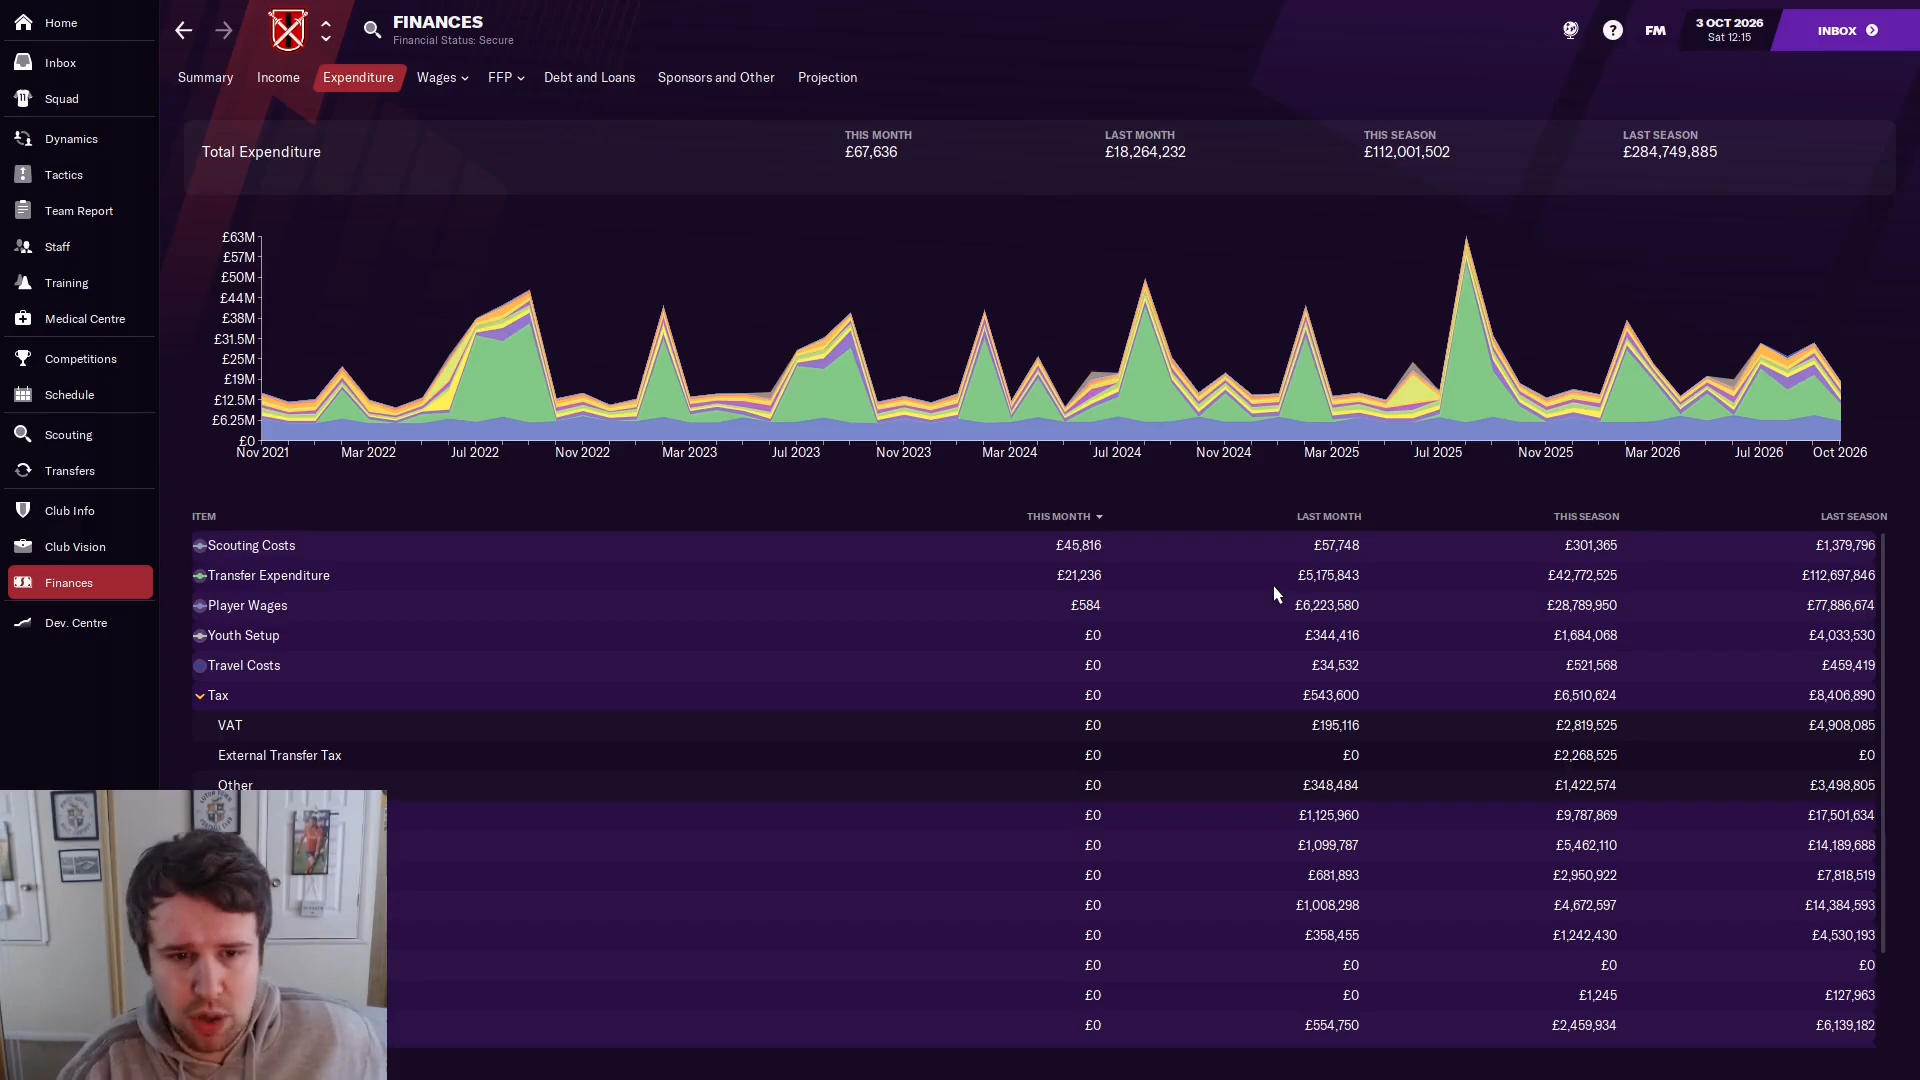 Home
Inbox
Squad
Dynamics
Tactics
Team Report
Staff
Training
Medical Centre
Competitions
Schedule
Scouting
Transfers
Club Info
Club Vision
Finances
Dev. Centre
FINANCES
Financial Status: Secure
FM
3 OCT 2026
Sat 12:15
INBOX
Summary Income Expenditure Wages FFP Debt and Loans Sponsors and Other Projection
THIS MONTH LAST MONTH THIS SEASON LAST SEASON
Total Expenditure £67,636 £18,264,232 £112,001,502 £284,749,885
£63M
£57M
£50M
£44M
£38M
£31.5M
£25M
£19M
£12.5M
£6.25M
£0
Nov 2021 Mar 2022 Jul 2022 Nov 2022 Mar 2023 Jul 2023 Nov 2023 Mar 2024 Jul 2024 Nov 2024 Mar 2025 Jul 2025 Nov 2025 Mar 2026 Jul 2026 Oct 2026
ITEM THIS MONTH LAST MONTH THIS SEASON LAST SEASON
Scouting Costs £45,816 £57,748 £301,365 £1,379,796
Transfer Expenditure £21,236 £5,175,843 £42,772,525 £112,697,846
Player Wages £584 £6,223,580 £28,789,950 £77,886,674
Youth Setup £0 £344,416 £1,684,068 £4,033,530
Travel Costs £0 £34,532 £521,568 £459,419
Tax £0 £543,600 £6,510,624 £8,406,890
VAT £0 £195,116 £2,819,525 £4,908,085
External Transfer Tax £0 £0 £2,268,525 £0
Other £0 £348,484 £1,422,574 £3,498,805
£0 £1,125,960 £9,787,869 £17,501,634
£0 £1,099,787 £5,462,110 £14,189,688
£0 £681,893 £2,950,922 £7,818,519
£0 £1,008,298 £4,672,597 £14,384,593
£0 £358,455 £1,242,430 £4,530,193
£0 £0 £0 £0
£0 £0 £1,245 £127,963
£0 £554,750 £2,459,934 £6,139,182